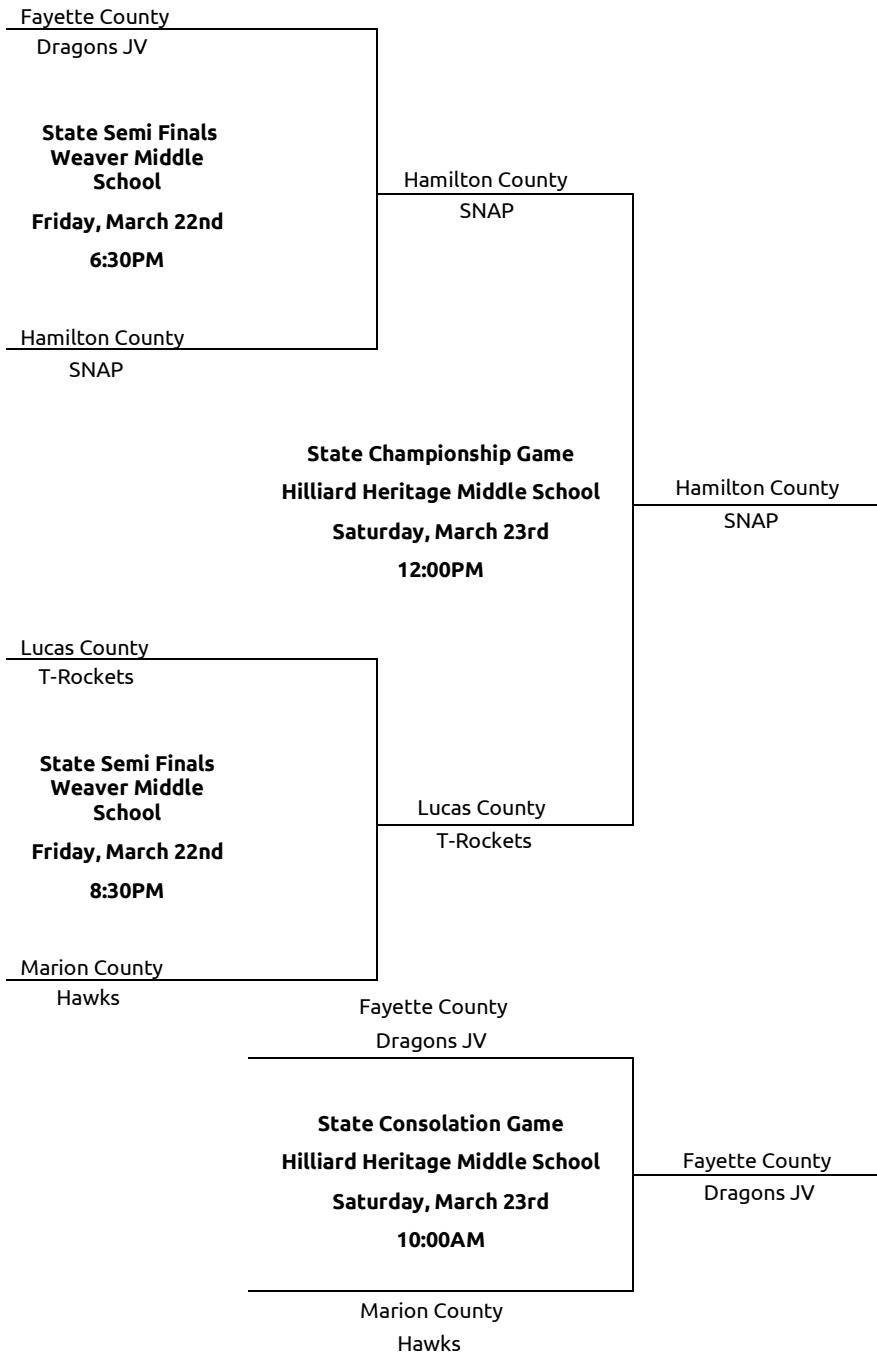 Fayette County
Dragons JV
State Semi Finals
Weaver Middle
School
Friday, March 22nd
6:30PM
Hamilton County
SNAP
Hamilton County
SNAP
State Championship Game
Hilliard Heritage Middle School
Saturday, March 23rd
12:00PM
Hamilton County
SNAP
Lucas County
T-Rockets
State Semi Finals
Weaver Middle
School
Friday, March 22nd
8:30PM
Lucas County
T-Rockets
Marion County
Hawks
Fayette County
Dragons JV
State Consolation Game
Hilliard Heritage Middle School
Saturday, March 23rd
10:00AM
Fayette County
Dragons JV
Marion County
Hawks